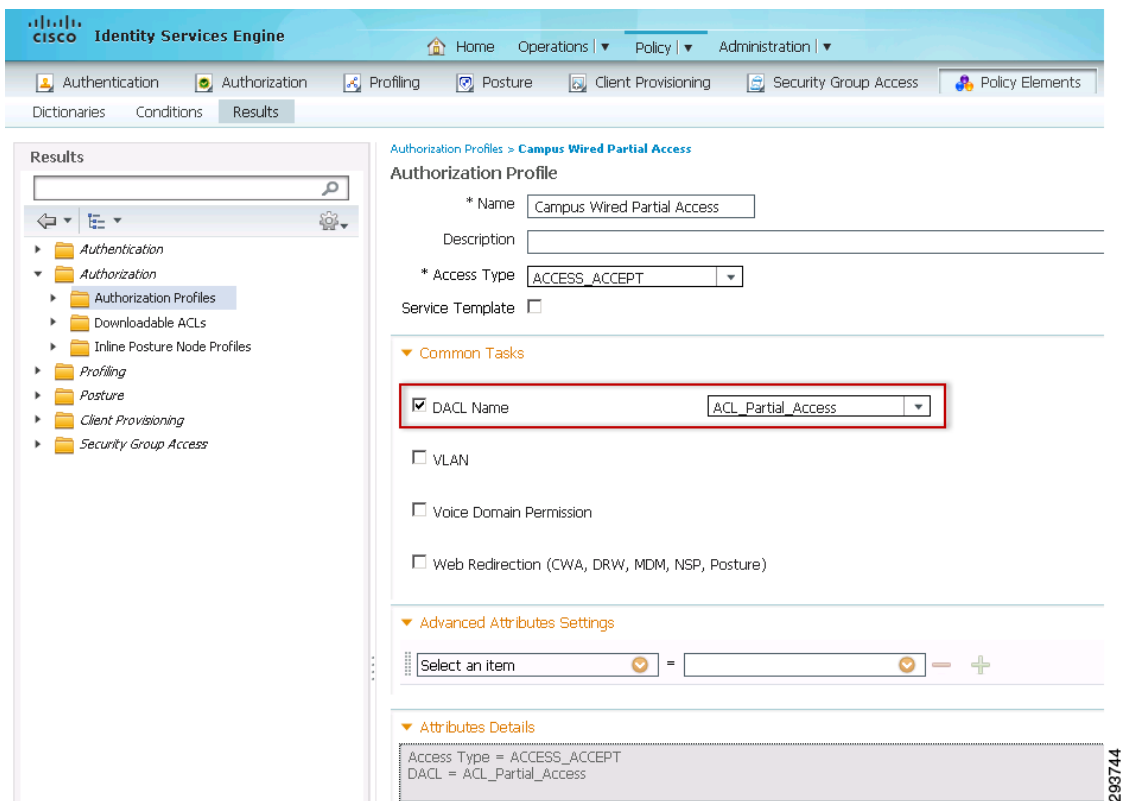 CISCO Identity Services Engine
Home Operations Policy Administration
Authentication Authorization Profiling Posture Client Provisioning Security Group Access Policy Elements
Dictionaries Conditions Results
Results
Authentication
Authorization
Authorization Profiles
Downloadable ACLs
Inline Posture Node Profiles
Profiling
Posture
Client Provisioning
Security Group Access
Authorization Profiles > Campus Wired Partial Access
Authorization Profile
* Name Campus Wired Partial Access
Description
* Access Type ACCESS_ACCEPT
Service Template
Common Tasks
DACL Name ACL_Partial_Access
VLAN
Voice Domain Permission
Web Redirection (CWA, DRW, MDM, NSP, Posture)
Advanced Attributes Settings
Select an item =
Attributes Details
Access Type = ACCESS_ACCEPT
DACL = ACL_Partial_Access
293744